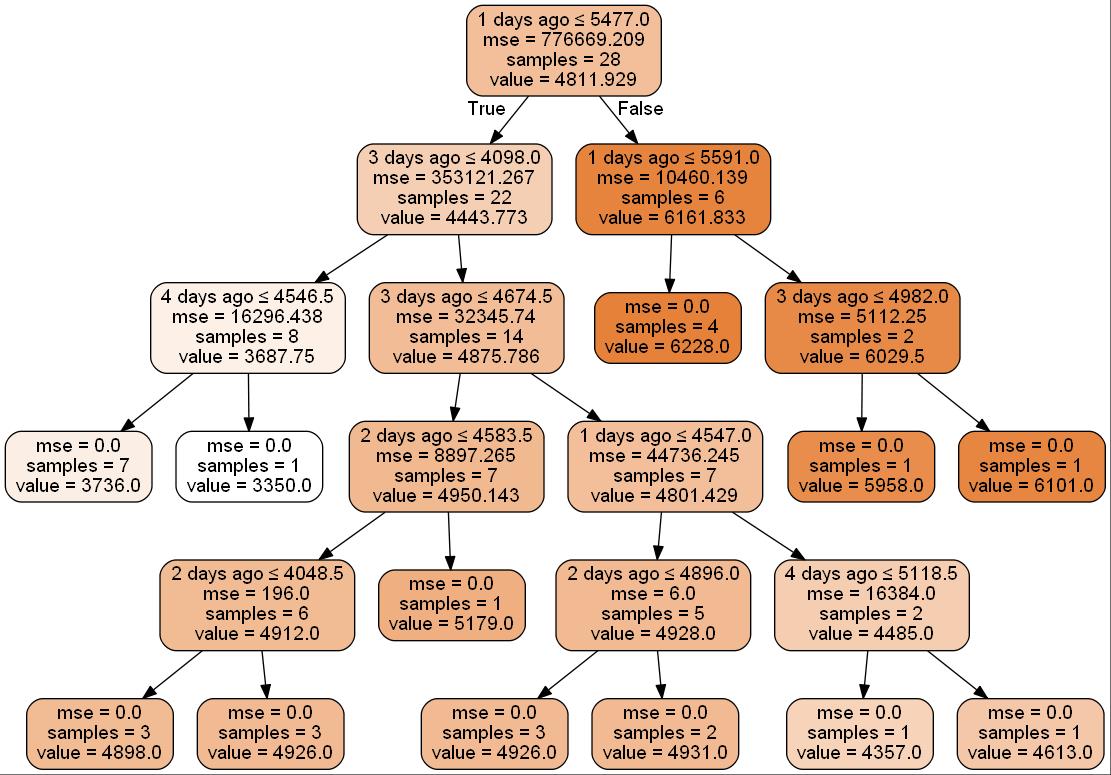 1 days ago ≤ 5477.0
mse = 776669.209
samples = 28
value = 4811.929
True
False
3 days ago ≤ 4098.0
mse = 353121.267
samples = 22
value = 4443.773
1 days ago ≤ 5591.0
mse = 10460.139
samples = 6
value = 6161.833
4 days ago ≤ 4546.5
mse = 16296.438
samples = 8
value = 3687.75
3 days ago ≤ 4674.5
mse = 32345.74
samples = 14
value = 4875.786
mse = 0.0
samples = 4
value = 6228.0
3 days ago ≤ 4982.0
mse = 5112.25
samples = 2
value = 6029.5
mse = 0.0
samples = 7
value = 3736.0
mse = 0.0
samples = 1
value = 3350.0
2 days ago ≤ 4583.5
mse = 8897.265
samples = 7
value = 4950.143
1 days ago ≤ 4547.0
mse = 44736.245
samples = 7
value = 4801.429
mse = 0.0
samples = 1
value = 5958.0
mse = 0.0
samples = 1
value = 6101.0
2 days ago ≤ 4048.5
mse = 196.0
samples = 6
value = 4912.0
mse = 0.0
samples = 1
value = 5179.0
2 days ago ≤ 4896.0
mse = 6.0
samples = 5
value = 4928.0
4 days ago ≤ 5118.5
mse = 16384.0
samples = 2
value = 4485.0
mse = 0.0
samples = 3
value = 4898.0
mse = 0.0
samples = 3
value = 4926.0
mse = 0.0
samples = 3
value = 4926.0
mse = 0.0
samples = 2
value = 4931.0
mse = 0.0
samples = 1
value = 4357.0
mse = 0.0
samples = 1
value = 4613.0